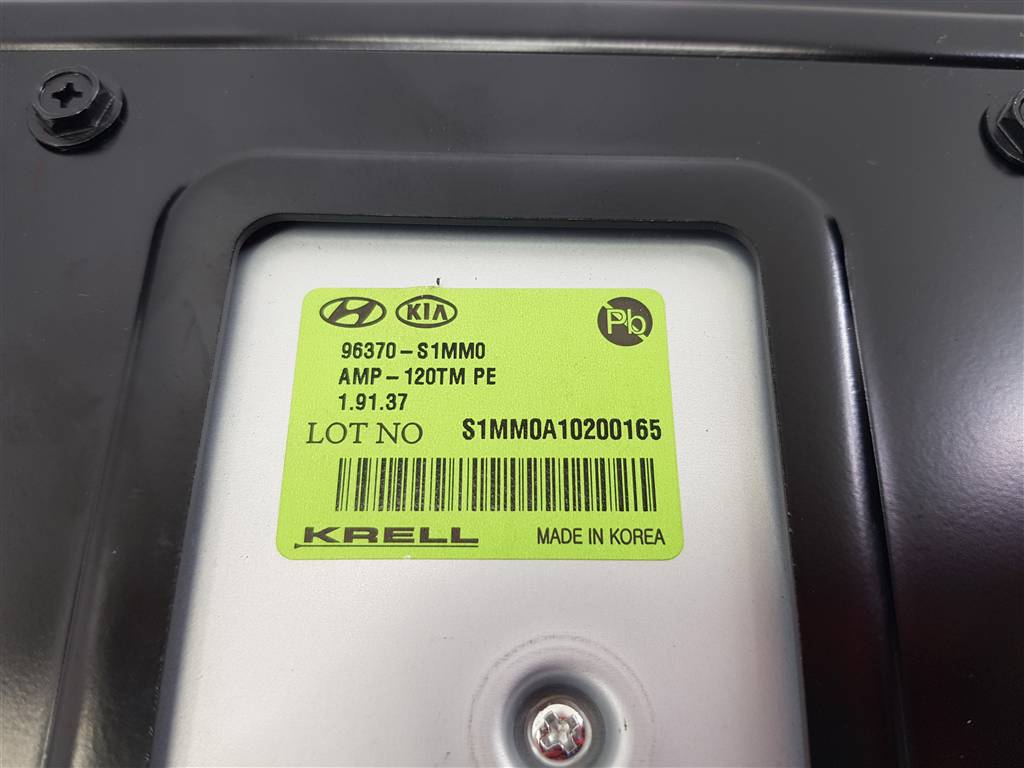 KIA
Pb
96370-S1MM0
AMP-120TM PE
1.91.37
LOT NO S1MM0A10200165
KRELL MADE IN KOREA